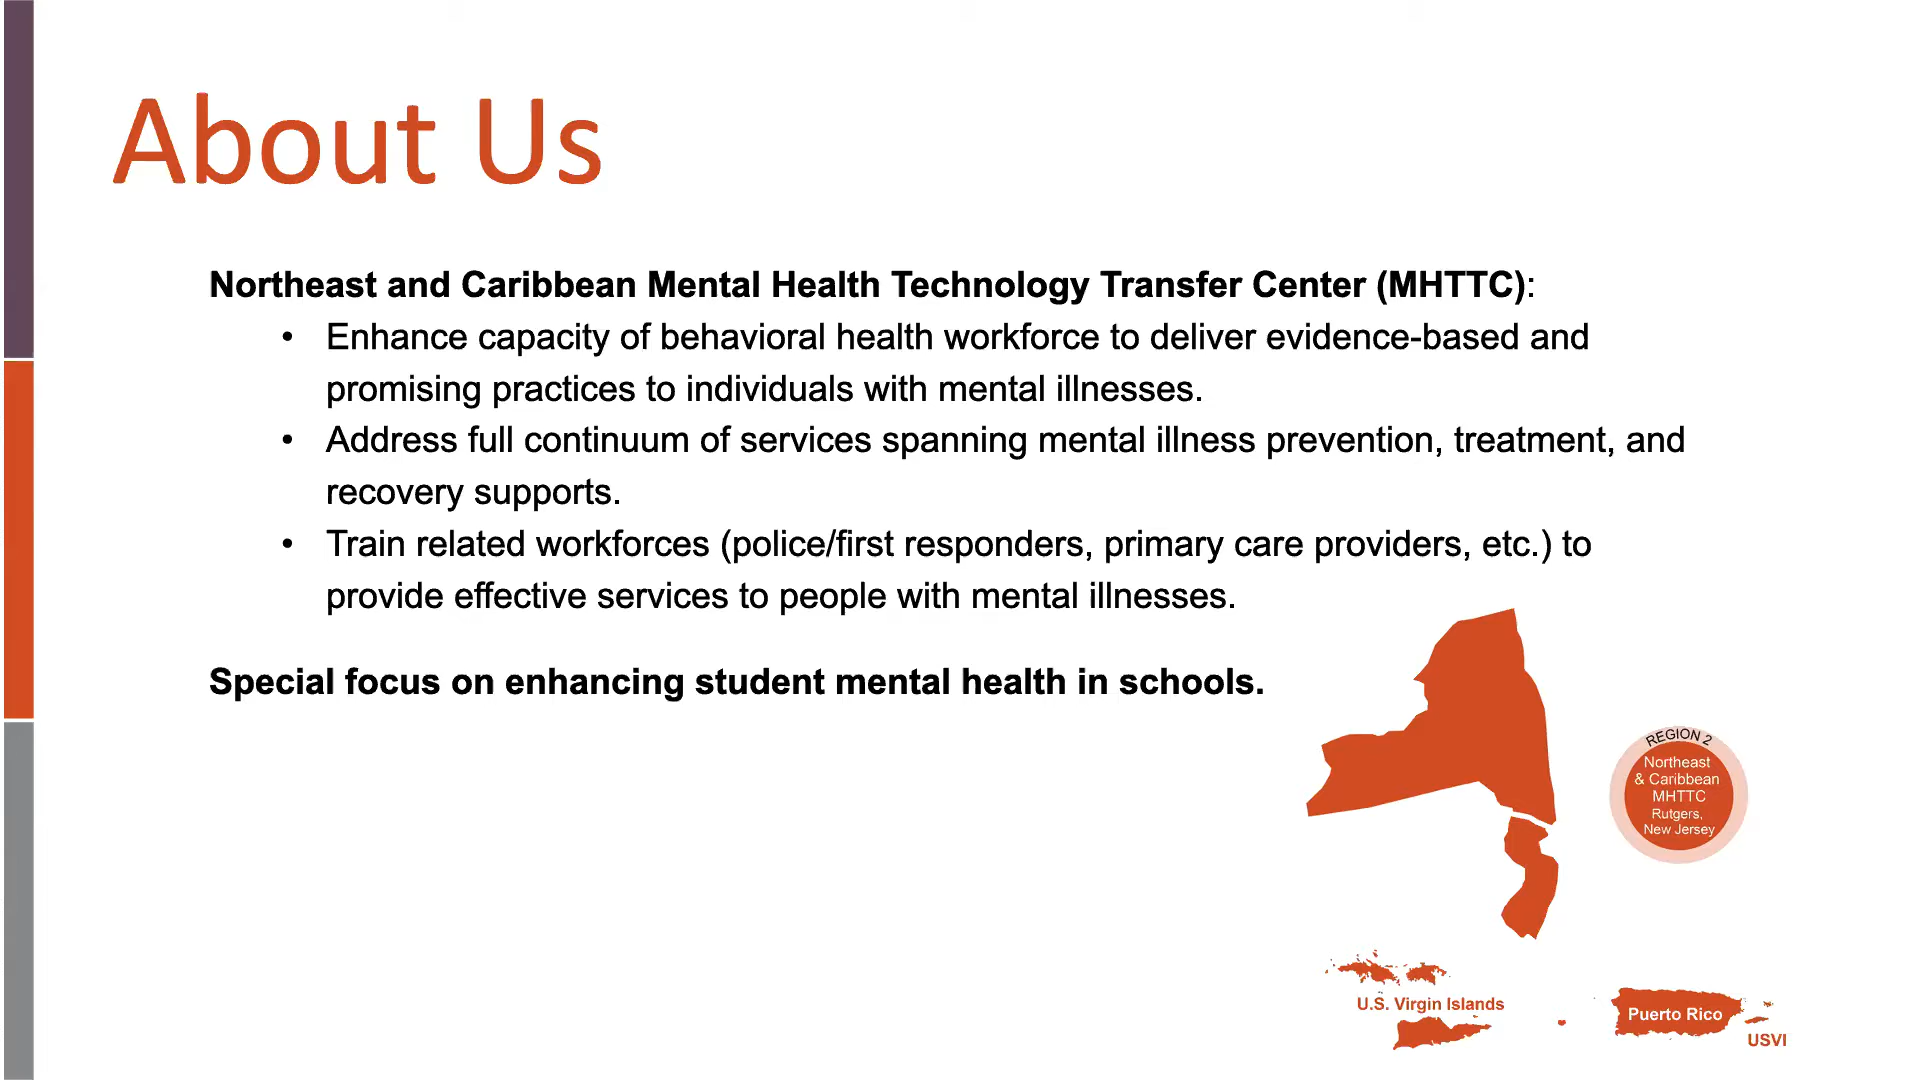 About Us
Northeast and Caribbean Mental Health Technology Transfer Center (MHTTC):
• Enhance capacity of behavioral health workforce to deliver evidence-based and
promising practices to individuals with mental illnesses.
• Address full continuum of services spanning mental illness prevention, treatment, and
recovery supports.
• Train related workforces (police/first responders, primary care providers, etc.) to
provide effective services to people with mental illnesses.
Special focus on enhancing student mental health in schools.
REGION 2
Northeast
& Caribbean
MHTTC
Rutgers,
New Jersey
U.S. Virgin Islands
Puerto Rico
USVI